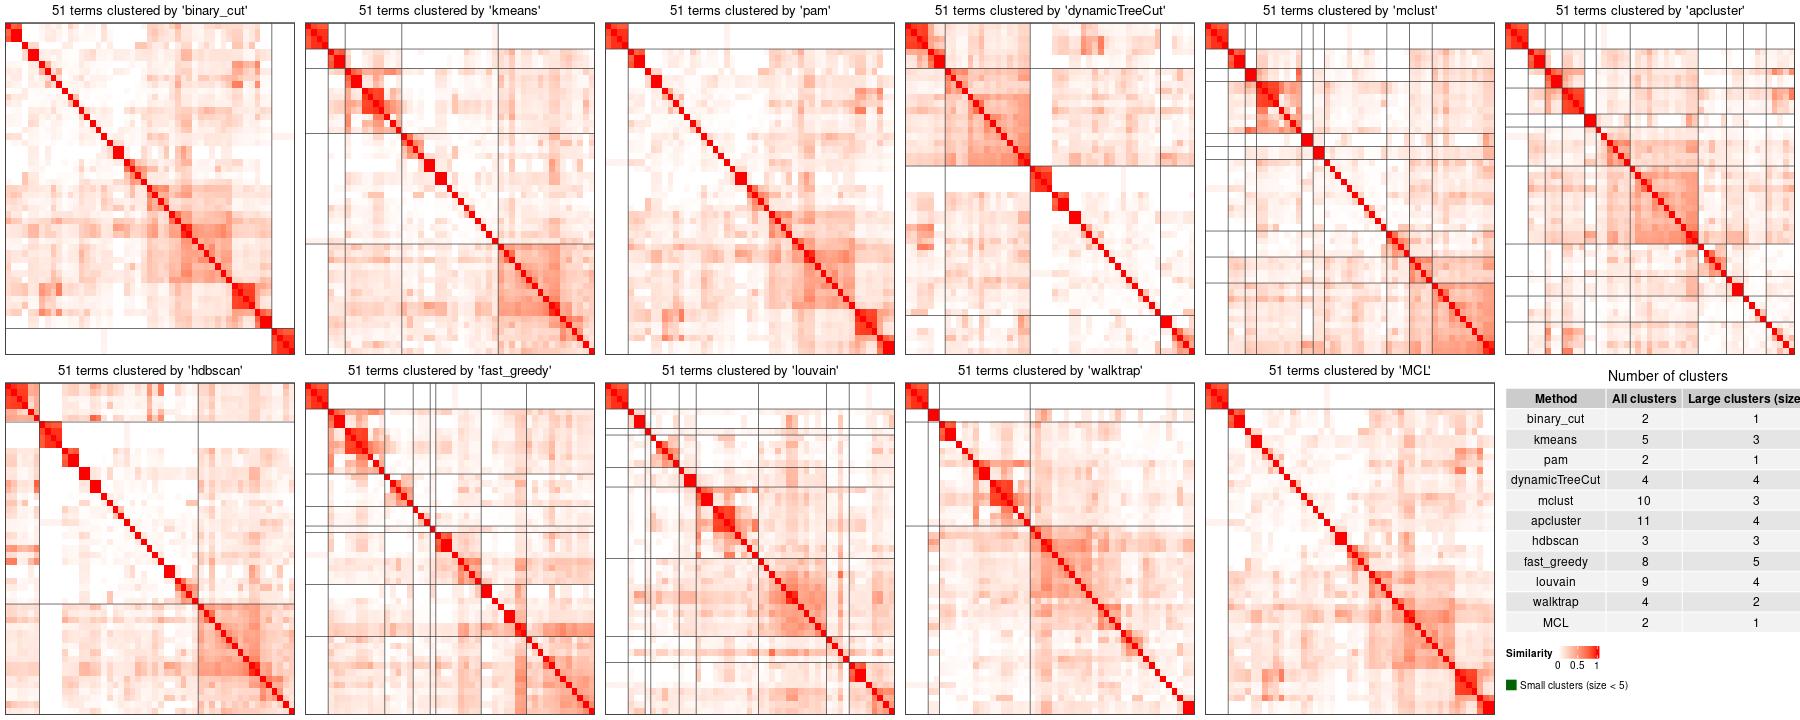 51 terms clustered by 'binary_cut'
51 terms clustered by 'kmeans'
51 terms clustered by 'pam'
51 terms clustered by 'dynamicTreeCut'
51 terms clustered by 'mclust'
51 terms clustered by 'apcluster'
51 terms clustered by 'hdbscan'
51 terms clustered by 'fast_greedy'
51 terms clustered by 'louvain'
51 terms clustered by 'walktrap'
51 terms clustered by 'MCL'
Number of clusters
Method All clusters Large clusters (size
binary_cut 2 1
kmeans 5 3
pam 2 1
dynamicTreeCut 4 4
mclust 10 3
apcluster 11 4
hdbscan 3 3
fast_greedy 8 5
louvain 9 4
walktrap 4 2
MCL 2 1
Similarity
0 0.5 1
Small clusters (size < 5)